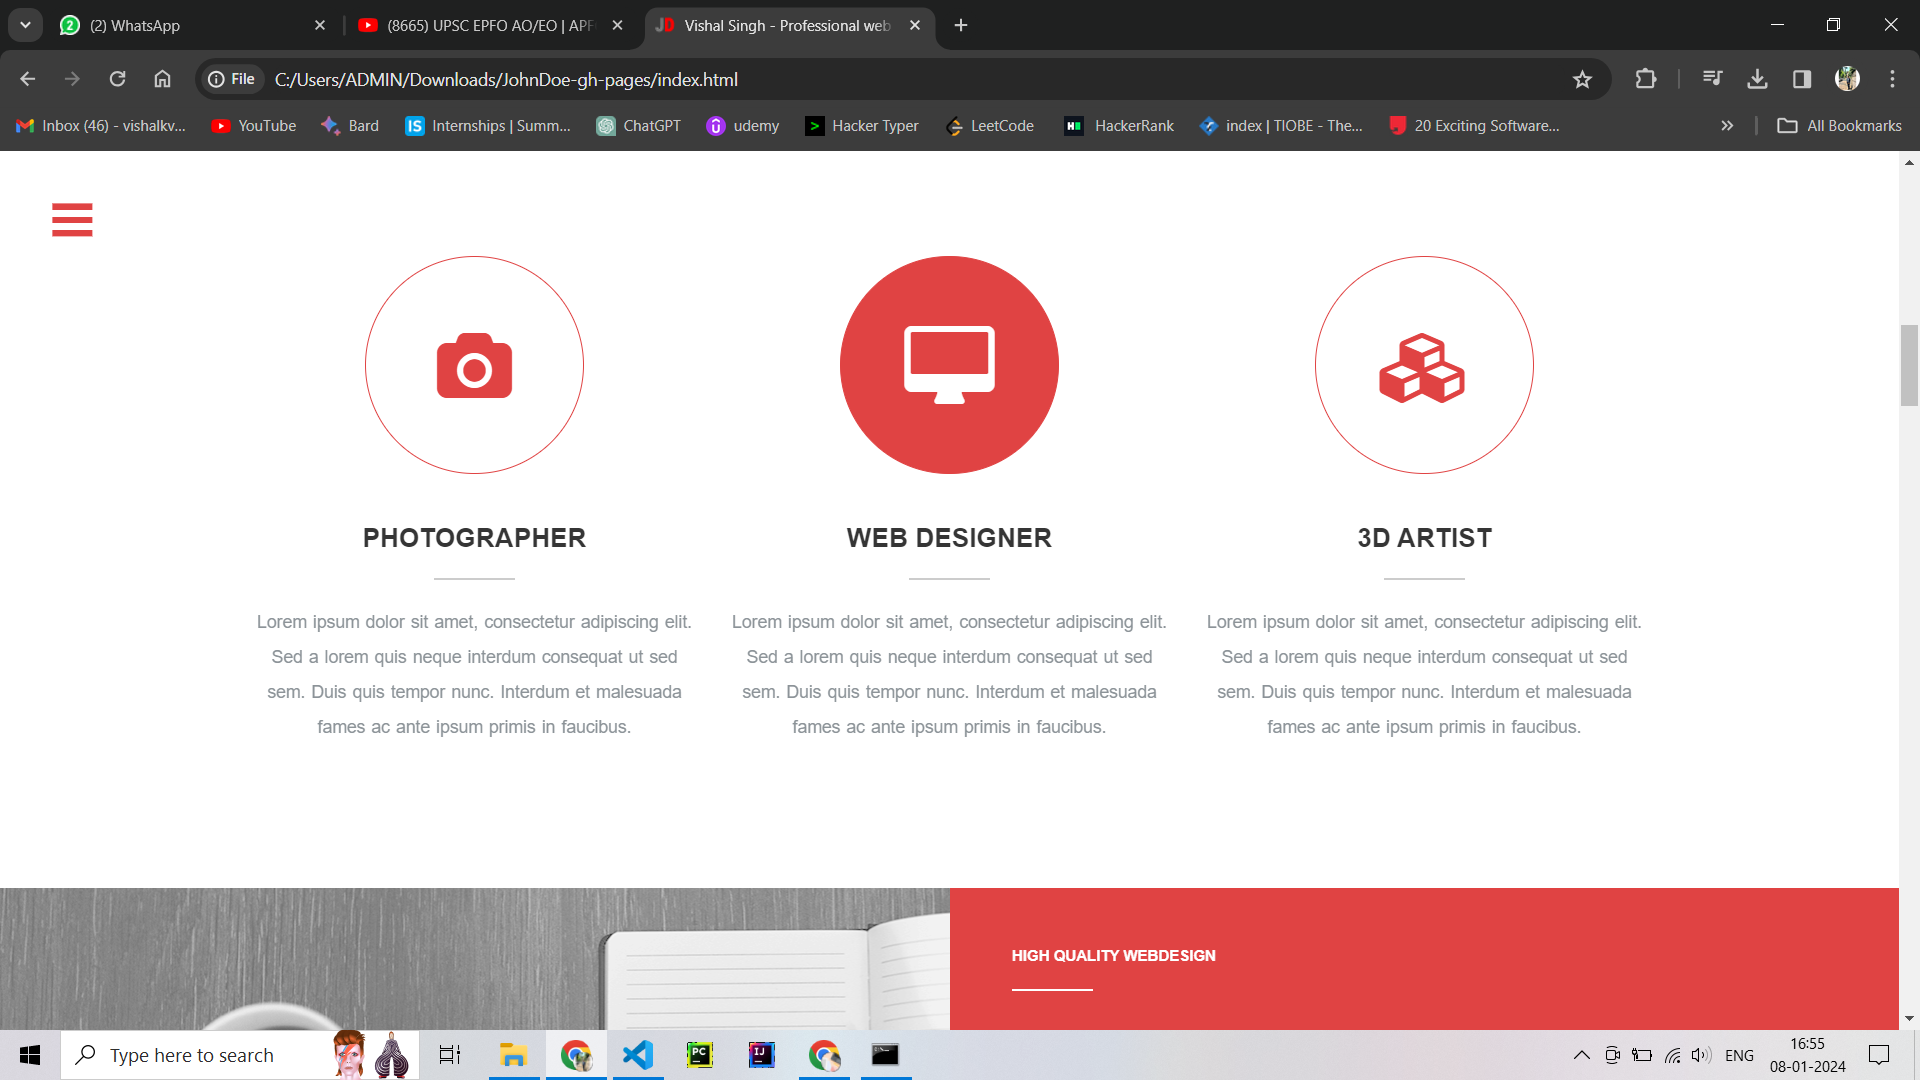 (2) WhatsApp
(8665) UPSC EPFO AO/EO | APF
JD Vishal Singh - Professional web
File C:/Users/ADMIN/Downloads/JohnDoe-gh-pages/index.html
Inbox (46) - vishalkv... YouTube Bard IS Internships | Summ... ChatGPT udemy Hacker Typer LeetCode HackerRank index | TIOBE - The... 20 Exciting Software... » All Bookmarks
PHOTOGRAPHER
Lorem ipsum dolor sit amet, consectetur adipiscing elit.
Sed a lorem quis neque interdum consequat ut sed
sem. Duis quis tempor nunc. Interdum et malesuada
fames ac ante ipsum primis in faucibus.
WEB DESIGNER
Lorem ipsum dolor sit amet, consectetur adipiscing elit.
Sed a lorem quis neque interdum consequat ut sed
sem. Duis quis tempor nunc. Interdum et malesuada
fames ac ante ipsum primis in faucibus.
3D ARTIST
Lorem ipsum dolor sit amet, consectetur adipiscing elit.
Sed a lorem quis neque interdum consequat ut sed
sem. Duis quis tempor nunc. Interdum et malesuada
fames ac ante ipsum primis in faucibus.
HIGH QUALITY WEBDESIGN
Type here to search
PC
IJ
ENG
16:55
08-01-2024